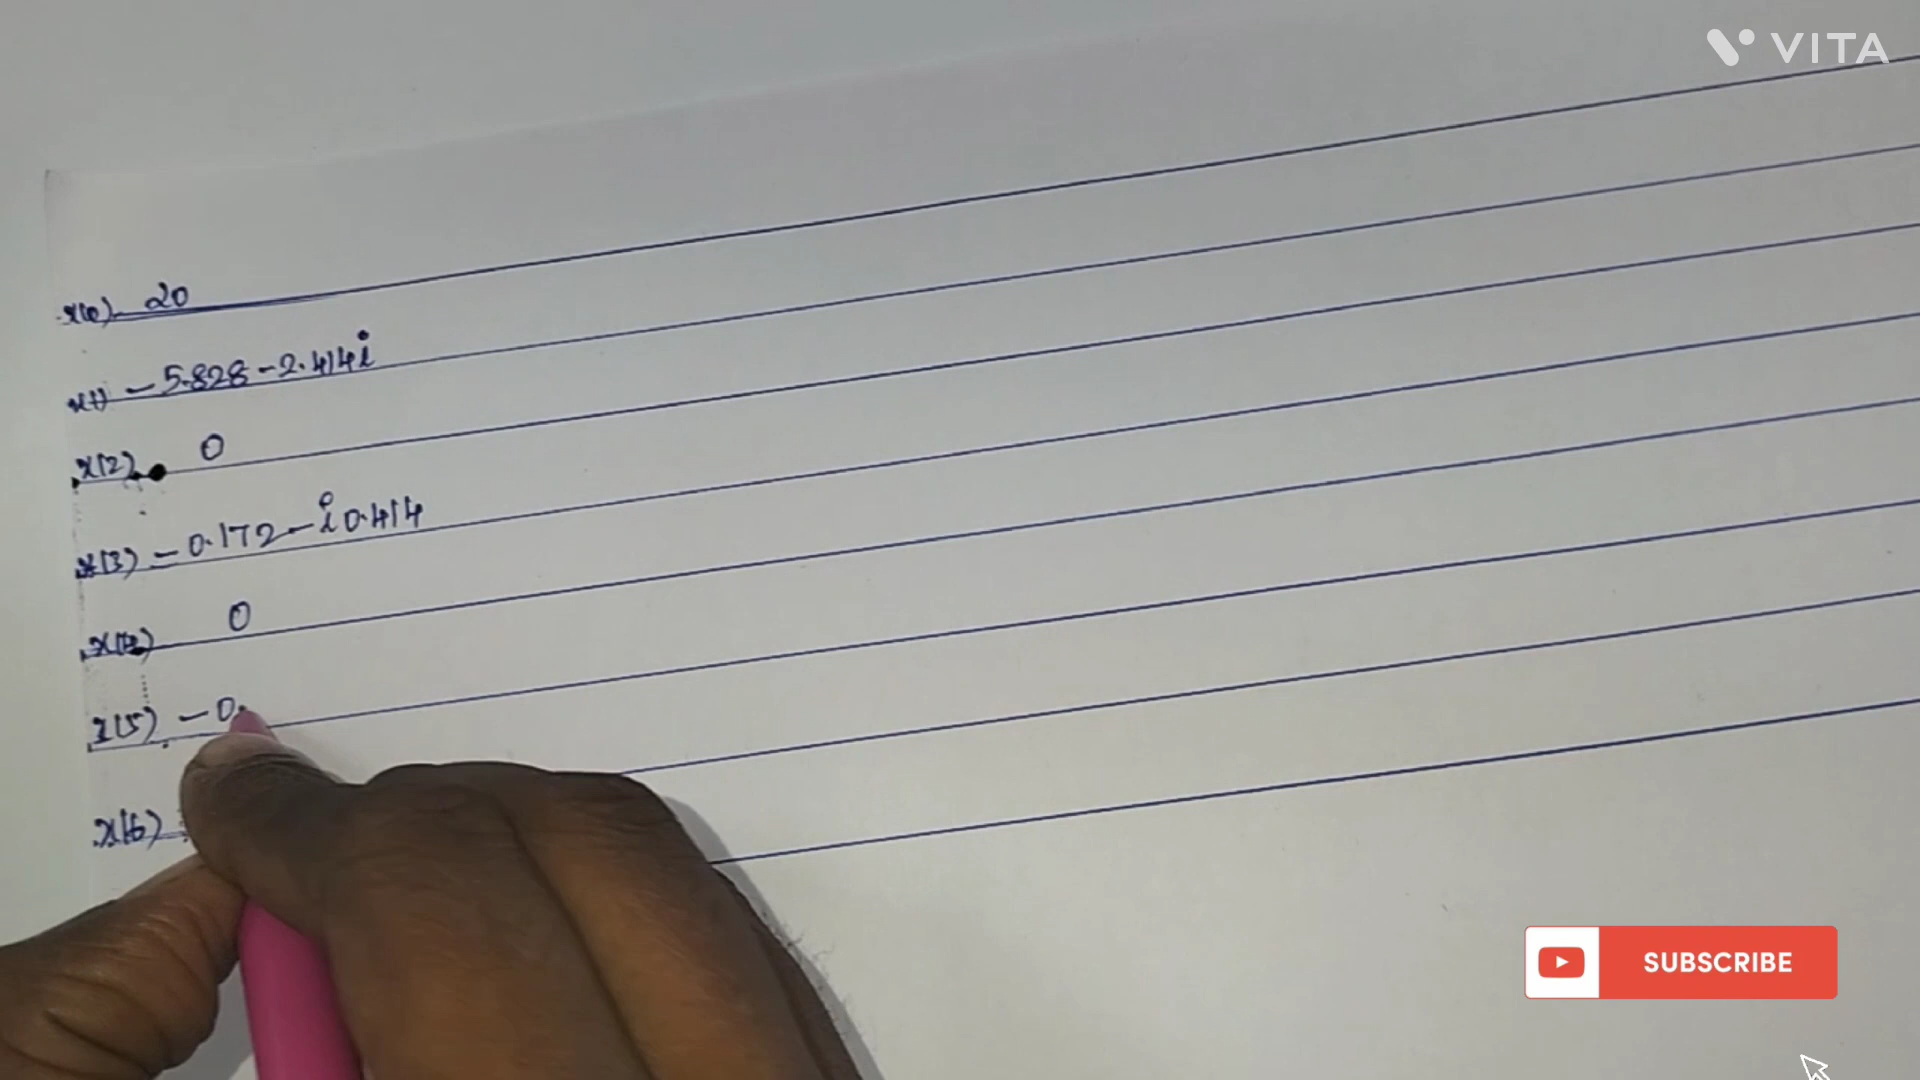 VITA
x(0) 20
x(1) - 5.828 - 2.414i
x(2) 0
x(3) - 0.172 - i0.414
0
x(5) - 0.
x(6)
SUBSCRIBE